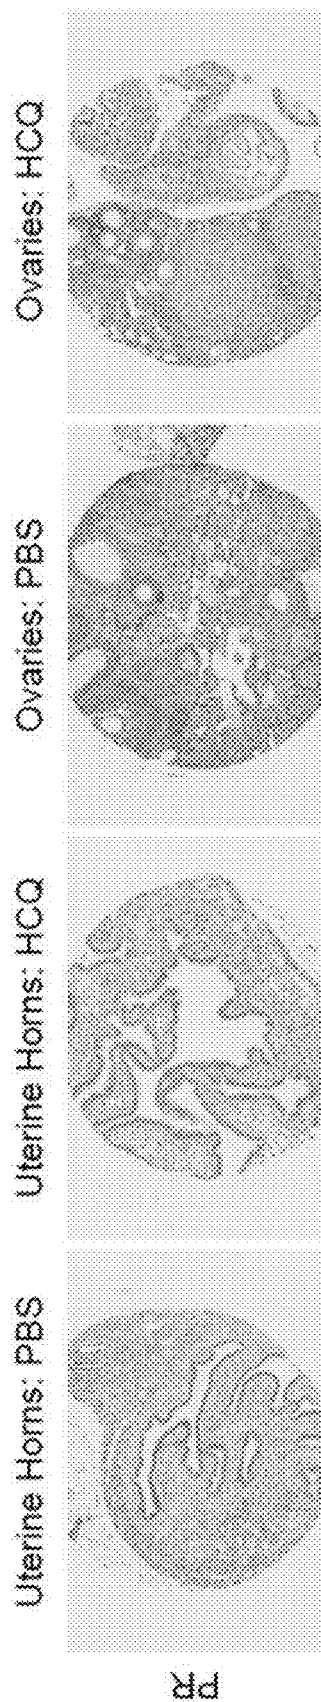 Uterine Horns: PBS
Uterine Horns: HCQ
Ovaries: PBS
Ovaries: HCQ
PR